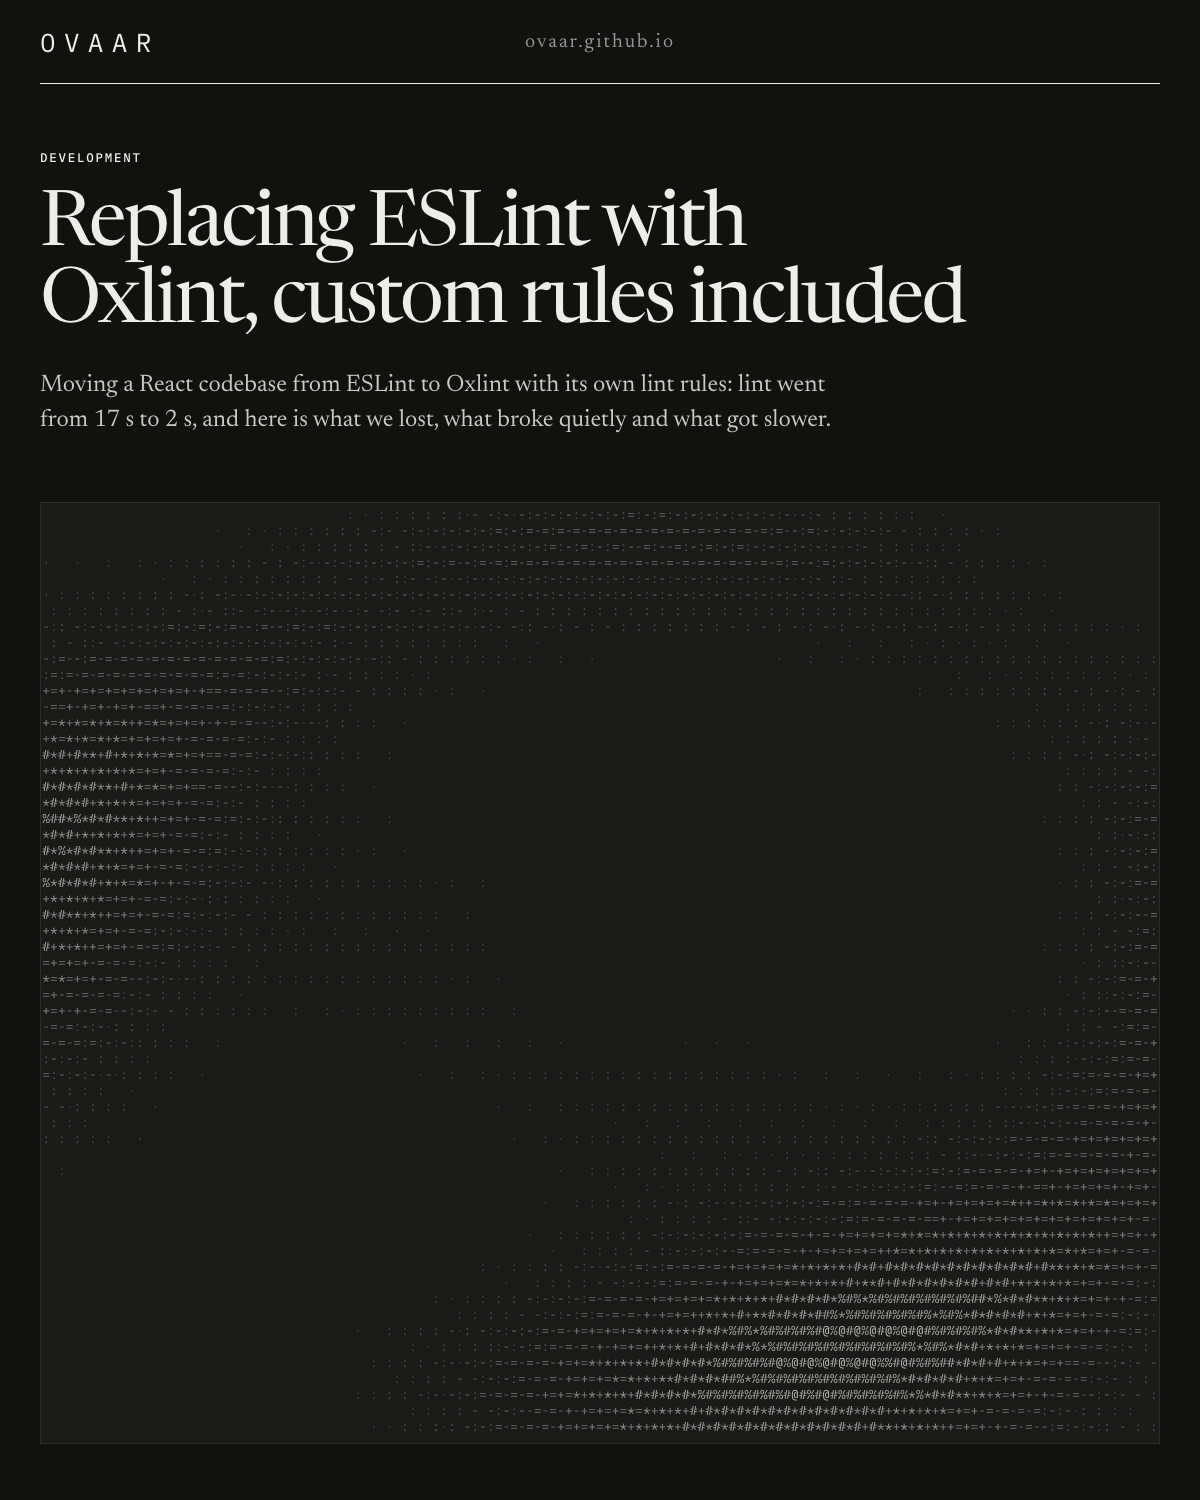 OVAAR
ovaar.github.io
DEVELOPMENT
Replacing ESLint with
Oxlint, custom rules included
Moving a React codebase from ESLint to Oxlint with its own lint rules: lint went
from 17 s to 2 s, and here is what we lost, what broke quietly and what got slower.